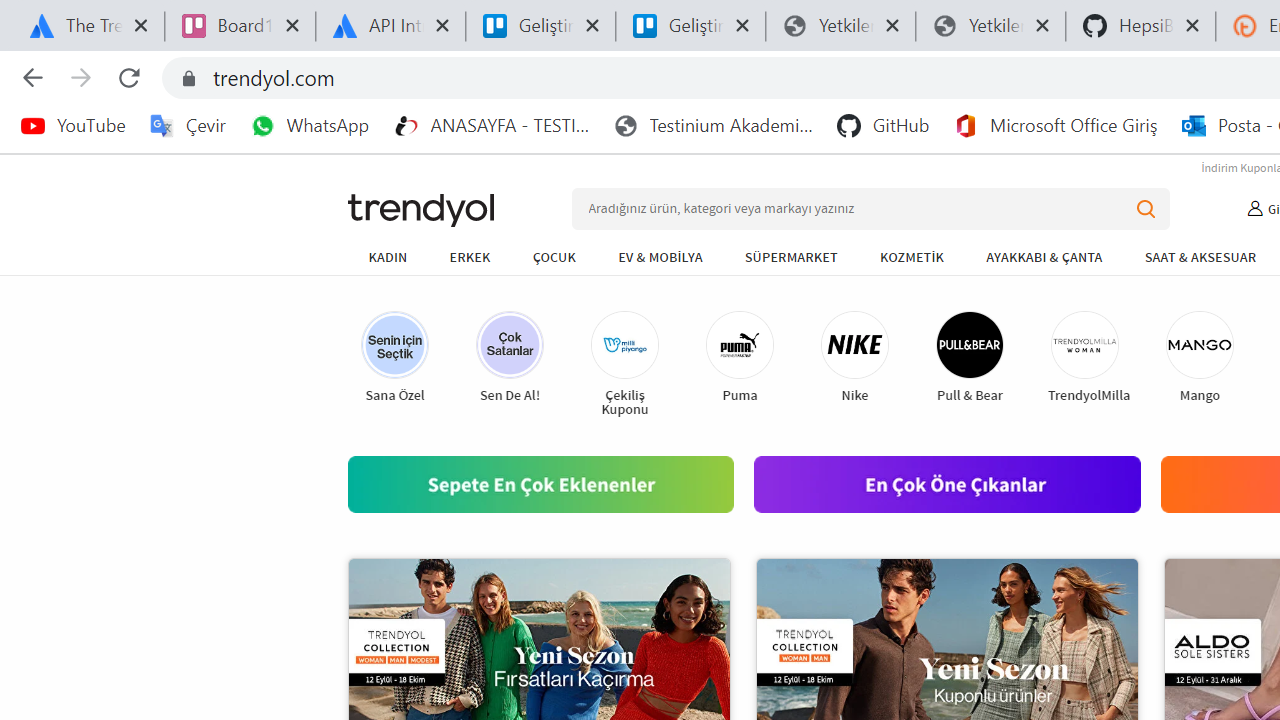 The Tre
Board1
API Int
Geliştir
Geliştir
Yetkiler
Yetkiler
HepsiB
trendyol.com
YouTube
Çevir
WhatsApp
ANASAYFA - TESTI...
Testinium Akademi...
GitHub
Microsoft Office Giriş
Posta -
İndirim Kuponla
trendyol
Aradığınız ürün, kategori veya markayı yazınız
Gi
KADIN
ERKEK
ÇOCUK
EV & MOBİLYA
SÜPERMARKET
KOZMETİK
AYAKKABI & ÇANTA
SAAT & AKSESUAR
Senin için
Seçtik
Sana Özel
Çok
Satanlar
Sen De Al!
milli
piyango
Çekiliş
Kuponu
PUMA
Puma
NIKE
Nike
PULL&BEAR
Pull & Bear
TRENDYOLMILLA
WOMAN
TrendyolMilla
MANGO
Mango
Sepete En Çok Eklenenler
En Çok Öne Çıkanlar
TRENDYOL
COLLECTION
WOMAN MAN MODEST
12 Eylül - 18 Ekim
Yeni Sezon
Fırsatları Kaçırma
TRENDYOL
COLLECTION
WOMAN MAN
12 Eylül - 18 Ekim
Yeni Sezon
Kuponlu ürünler
ALDO
SOLE SISTERS
12 Eylül - 31 Aralık